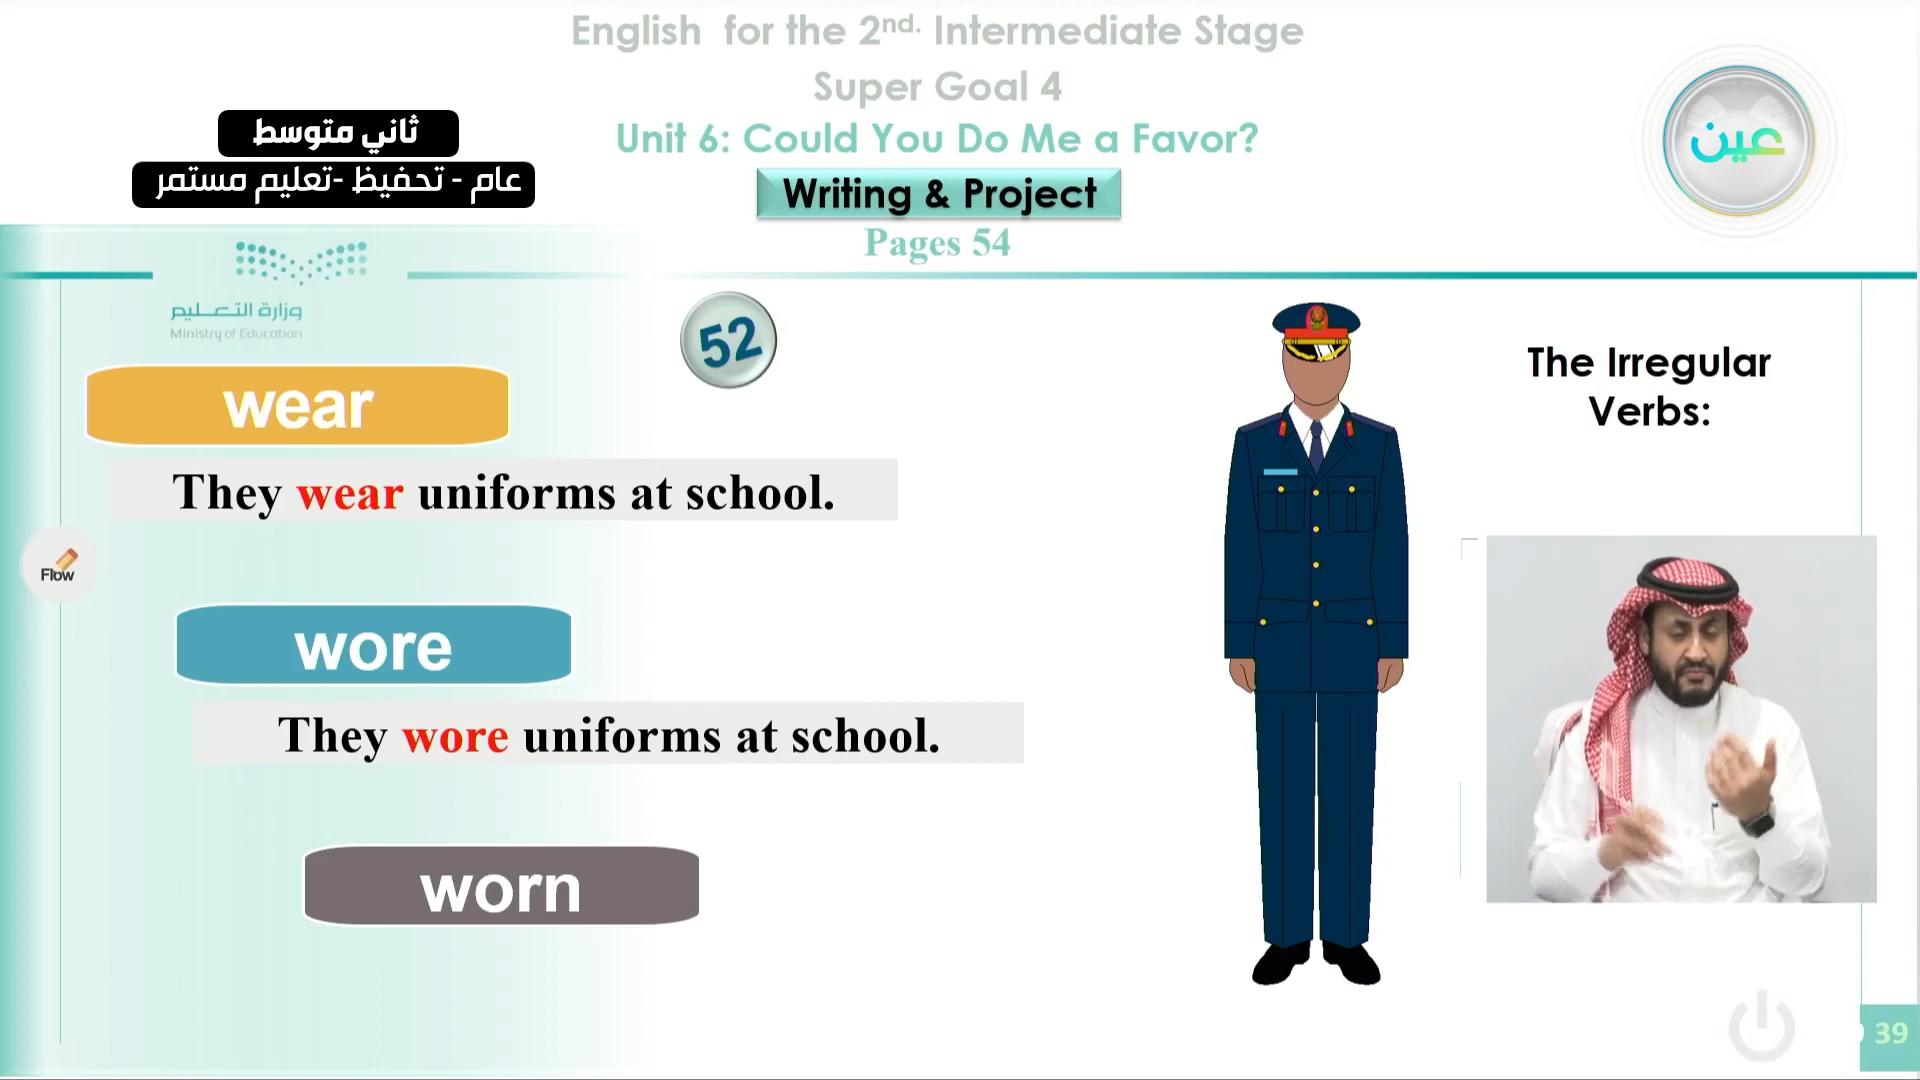 English for the 2nd. Intermediate Stage
Super Goal 4
Unit 6: Could You Do Me a Favor?
Writing & Project
Pages 54
ثاني متوسط
عام - تحفيظ -تعليم مستمر
عين
وزارة التعليم
Ministry of Education
52
The Irregular
Verbs:
wear
They wear uniforms at school.
Flow
wore
They wore uniforms at school.
worn
39